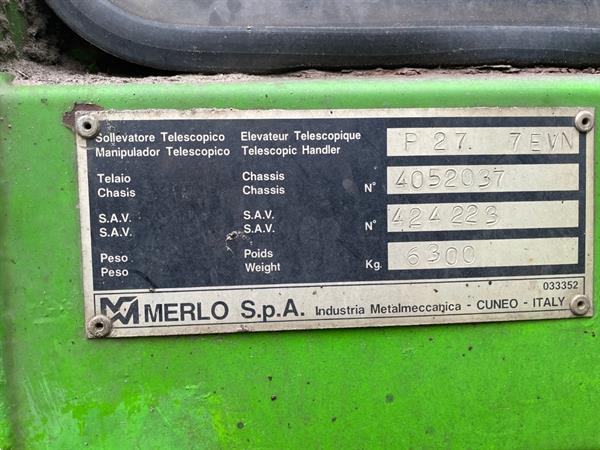 Sollevatore Telescopico Elevateur Telescopique P 27. 7EVN
Manipulador Telescopico Telescopic Handler
Telaio Chassis
Chasis Chassis N° 4052037
S.A.V. S.A.V.
S.A.V. S.A.V. N° 424223
Peso Poids
Peso Weight Kg. 6300
033352
MERLO S.p.A. Industria Metalmeccanica - CUNEO - ITALY